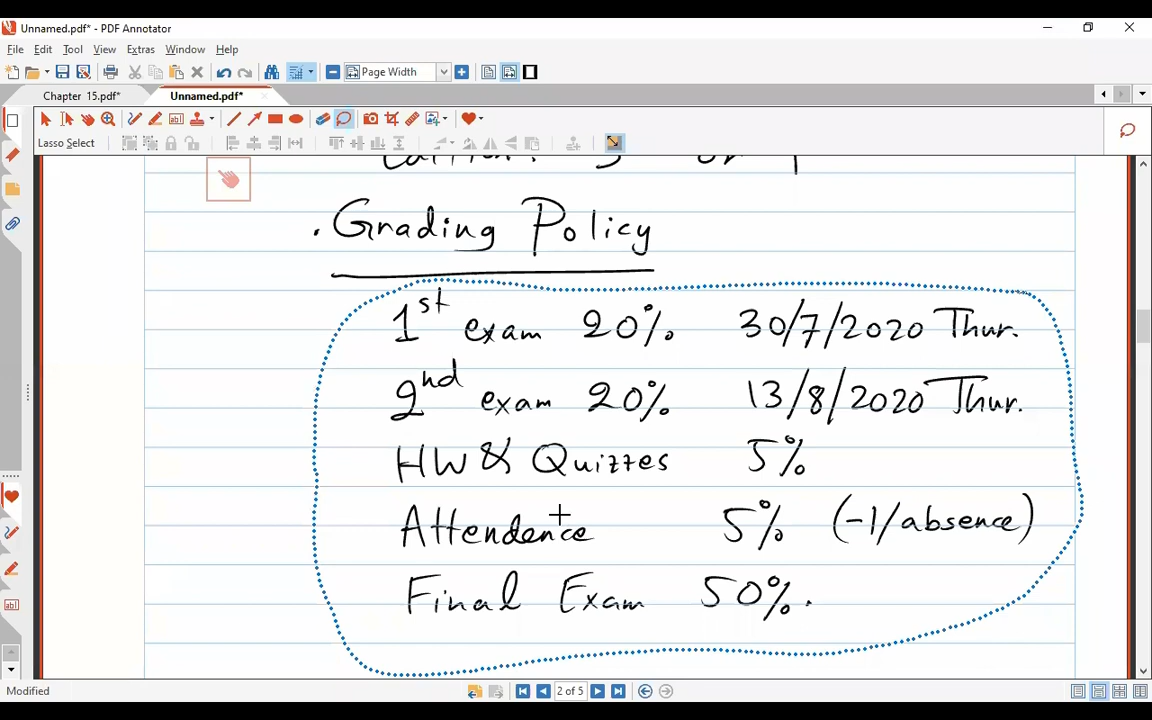 Unnamed.pdf* - PDF Annotator
File Edit Tool View Extras Window Help
Page Width
Chapter 15.pdf* Unnamed.pdf*
Lasso Select
. Grading Policy
1st exam 20% 30/7/2020 Thur.
2nd exam 20% 13/8/2020 Thur.
HW & Quizzes 5%
Attendence 5% (-1/absence)
Final Exam 50%.
Modified 2 of 5